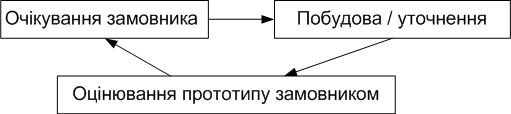 Очікування замовника
Побудова / уточнення
Оцінювання прототипу замовником